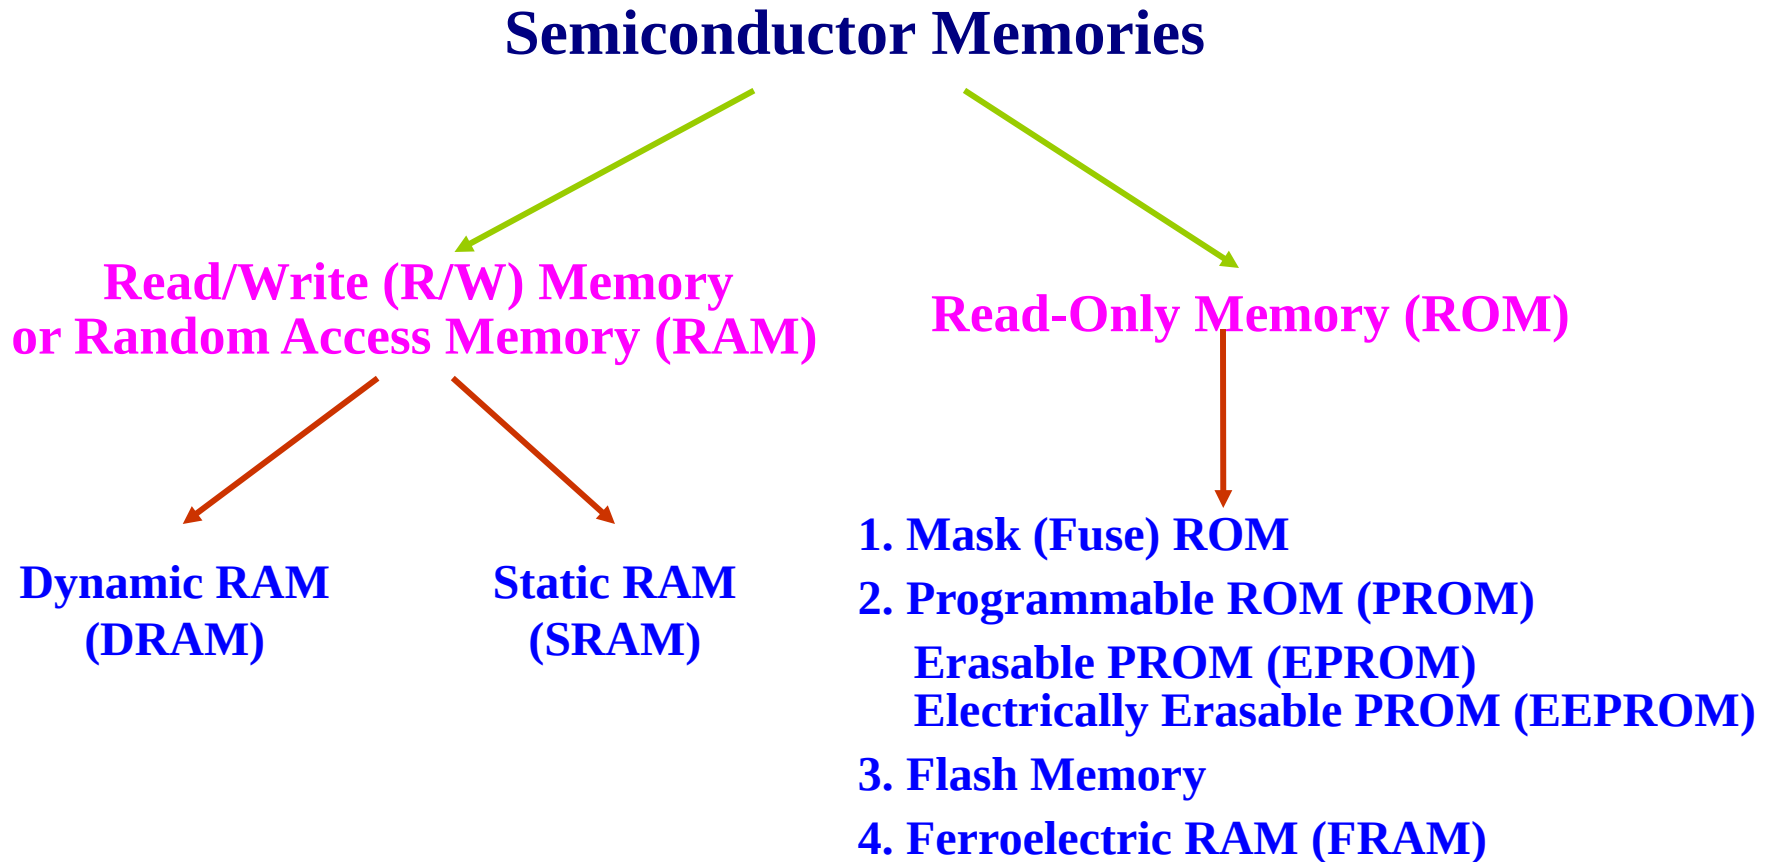 Semiconductor Memories
Read/Write (R/W) Memory
or Random Access Memory (RAM)
Read-Only Memory (ROM)
Dynamic RAM
(DRAM)
Static RAM
(SRAM)
1. Mask (Fuse) ROM
2. Programmable ROM (PROM)
Erasable PROM (EPROM)
Electrically Erasable PROM (EEPROM)
3. Flash Memory
4. Ferroelectric RAM (FRAM)